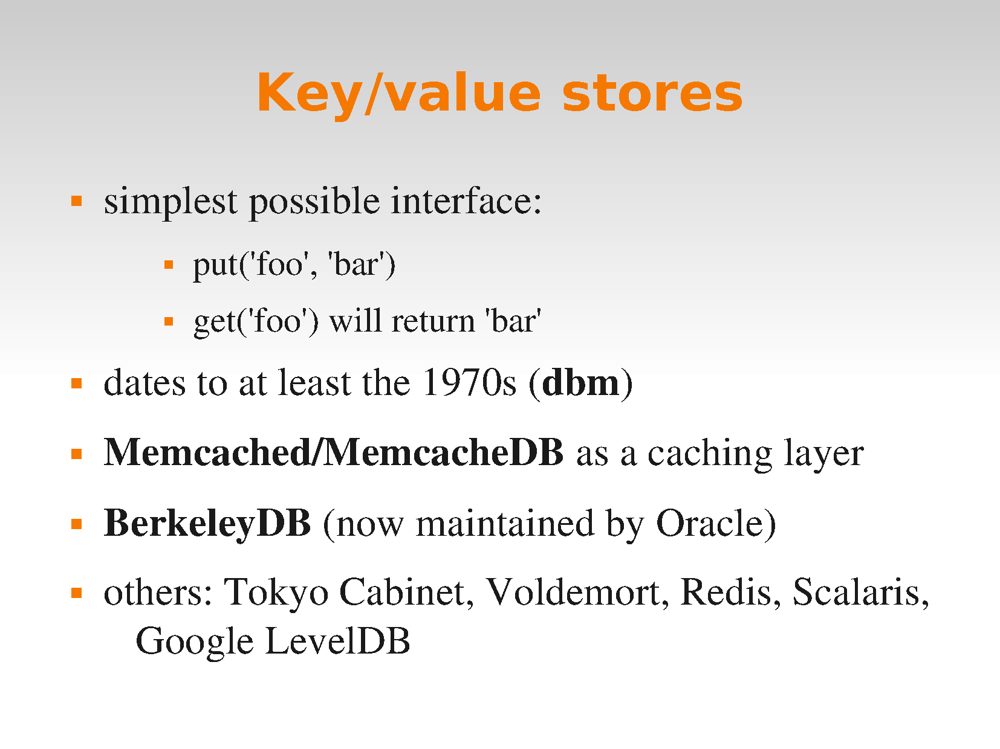 Key/value stores
simplest possible interface:
put('foo', 'bar')
get('foo') will return 'bar'
dates to at least the 1970s (dbm)
Memcached/MemcacheDB as a caching layer
BerkeleyDB (now maintained by Oracle)
others: Tokyo Cabinet, Voldemort, Redis, Scalaris,
Google LevelDB